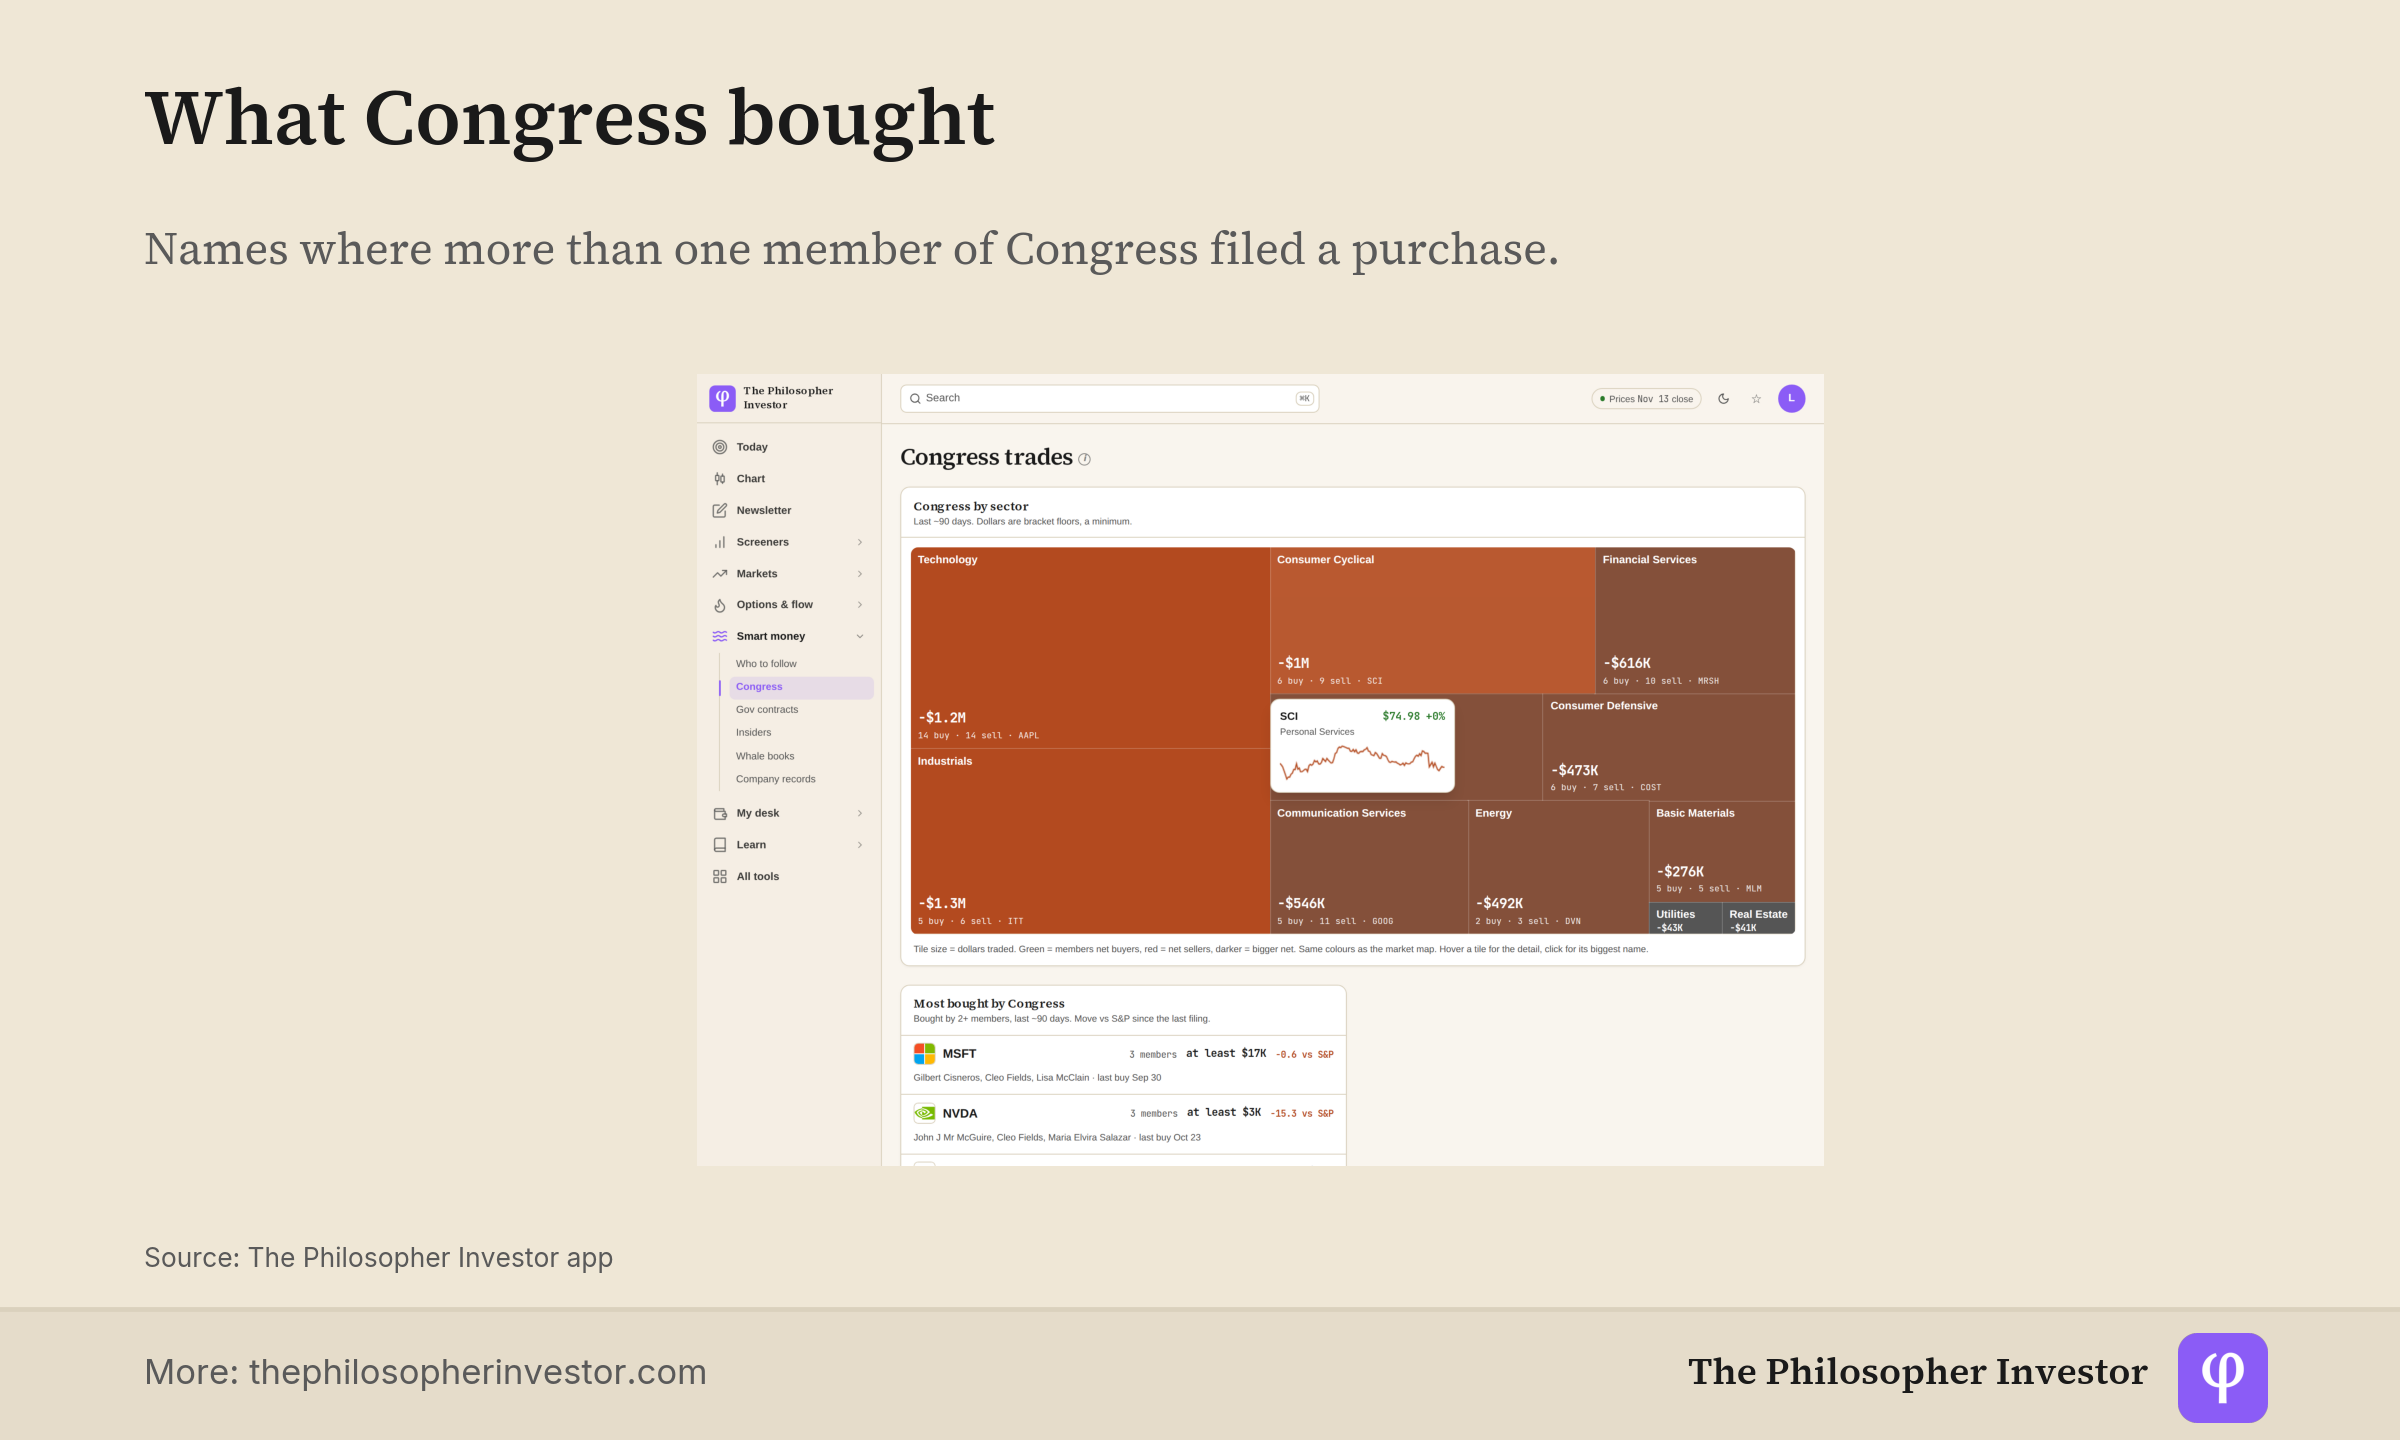 What Congress bought
Names where more than one member of Congress filed a purchase.
The Philosopher
Investor
Search
⌘K
Prices Nov 13 close
L
Today
Chart
Newsletter
Screeners
Markets
Options & flow
Smart money
Who to follow
Congress
Gov contracts
Insiders
Whale books
Company records
My desk
Learn
All tools
Congress trades
Congress by sector
Last ~90 days. Dollars are bracket floors, a minimum.
Technology
-$1.2M
14 buy · 14 sell · AAPL
Consumer Cyclical
-$1M
6 buy · 9 sell · SCI
Financial Services
-$616K
6 buy · 10 sell · MRSH
SCI $74.98 +0%
Personal Services
Consumer Defensive
-$473K
6 buy · 7 sell · COST
Industrials
-$1.3M
5 buy · 6 sell · ITT
Communication Services
-$546K
5 buy · 11 sell · GOOG
Energy
-$492K
2 buy · 3 sell · DVN
Basic Materials
-$276K
5 buy · 5 sell · MLM
Utilities
-$43K
Real Estate
-$41K
Tile size = dollars traded. Green = members net buyers, red = net sellers, darker = bigger net. Same colours as the market map. Hover a tile for the detail, click for its biggest name.
Most bought by Congress
Bought by 2+ members, last ~90 days. Move vs S&P since the last filing.
MSFT 3 members at least $17K -0.6 vs S&P
Gilbert Cisneros, Cleo Fields, Lisa McClain · last buy Sep 30
NVDA 3 members at least $3K -15.3 vs S&P
John J Mr McGuire, Cleo Fields, Maria Elvira Salazar · last buy Oct 23
Source: The Philosopher Investor app
More: thephilosopherinvestor.com
The Philosopher Investor
φ